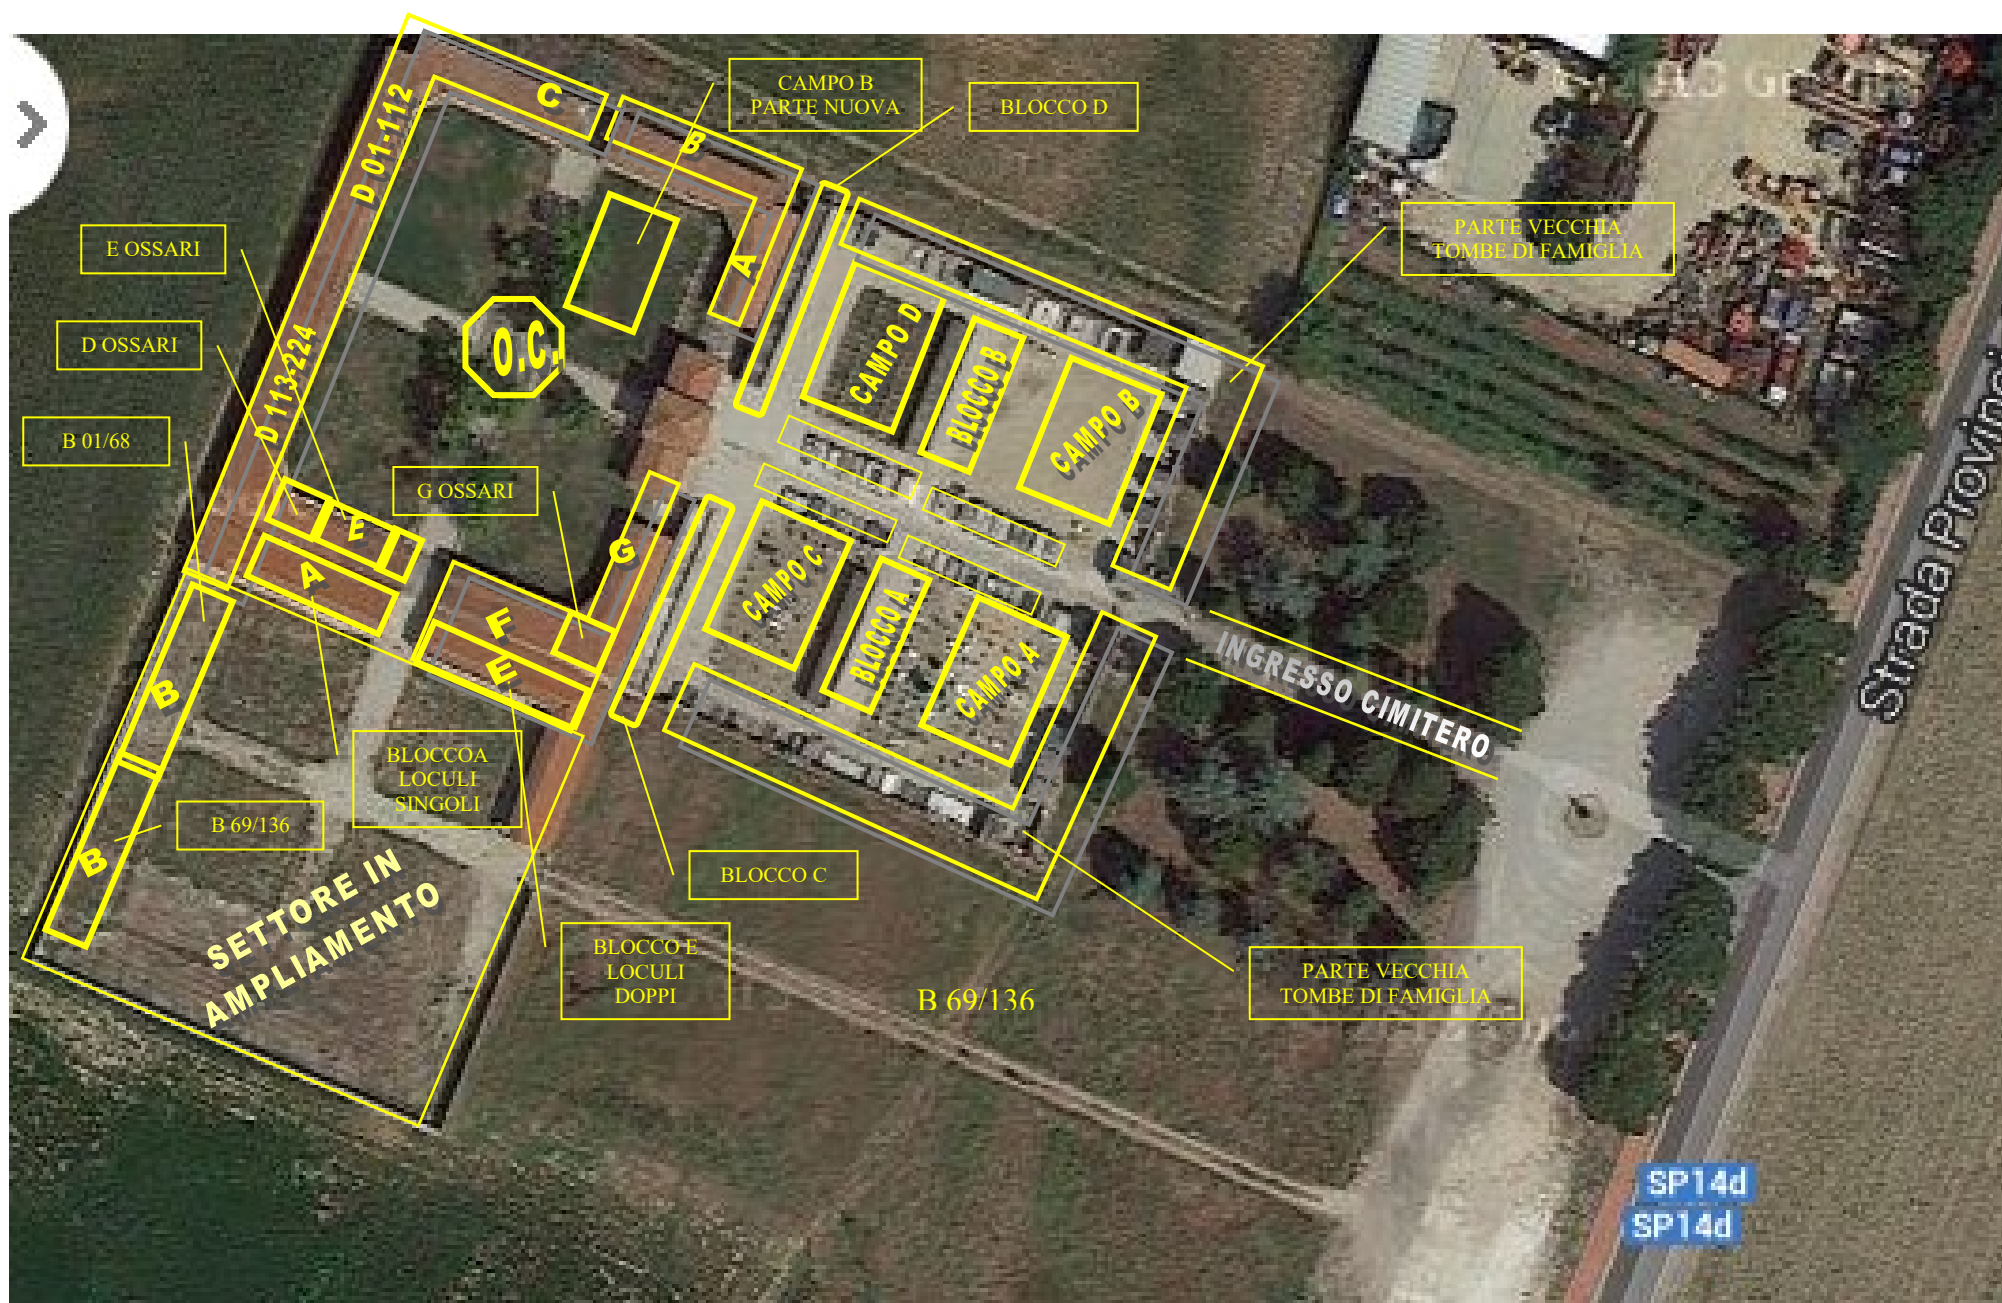 C
CAMPO B
PARTE NUOVA
BLOCCO D
D 01-112
B
PARTE VECCHIA
TOMBE DI FAMIGLIA
E OSSARI
A
D OSSARI
O.C.
D 113-224
CAMPO D
BLOCCO B
CAMPO B
B 01/68
G OSSARI
E
G
A
CAMPO C
BLOCCO A
CAMPO A
F
E
INGRESSO CIMITERO
Strada Provinci
B
BLOCCOA
LOCULI
SINGOLI
B 69/136
B
BLOCCO C
SETTORE IN
AMPLIAMENTO
BLOCCO E
LOCULI
DOPPI
B 69/136
PARTE VECCHIA
TOMBE DI FAMIGLIA
SP14d
SP14d